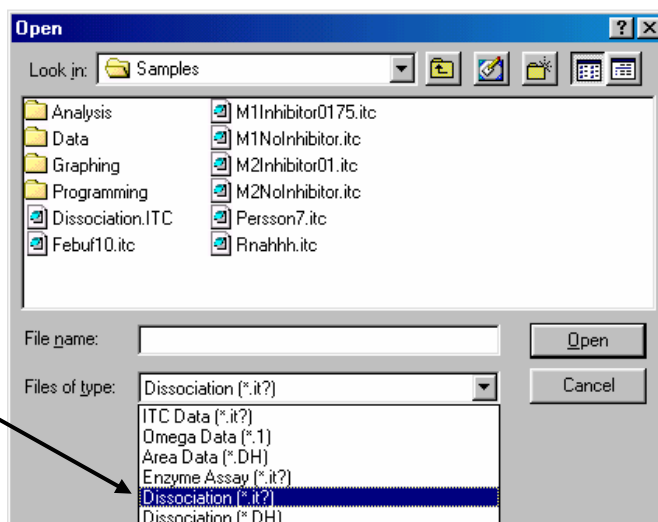 Open
Look in: Samples
Analysis
Data
Graphing
Programming
Dissociation.ITC
Febuf10.itc
M1Inhibitor0175.itc
M1NoInhibitor.itc
M2Inhibitor01.itc
M2NoInhibitor.itc
Persson7.itc
Rnahhh.itc
File name:
Open
Files of type: Dissociation (*.it?)
Cancel
ITC Data (*.it?)
Omega Data (*.1)
Area Data (*.DH)
Enzyme Assay (*.it?)
Dissociation (*.it?)
Dissociation (*.DH)